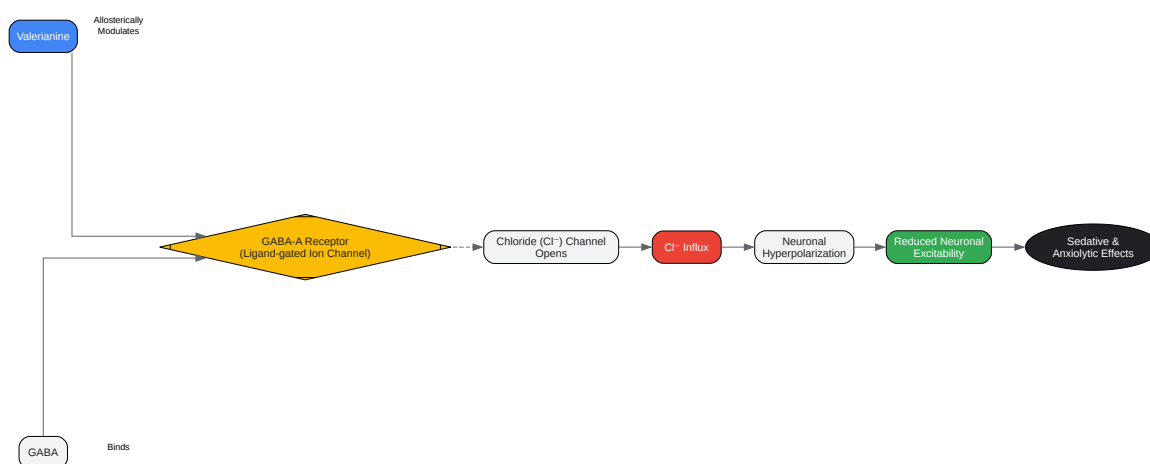 Allosterically
Modulates
Valerianine
GABA-A Receptor
(Ligand-gated Ion Channel)
Chloride (Cl⁻) Channel
Opens
Cl⁻ Influx
Neuronal
Hyperpolarization
Reduced Neuronal
Excitability
Sedative &
Anxiolytic Effects
GABA
Binds